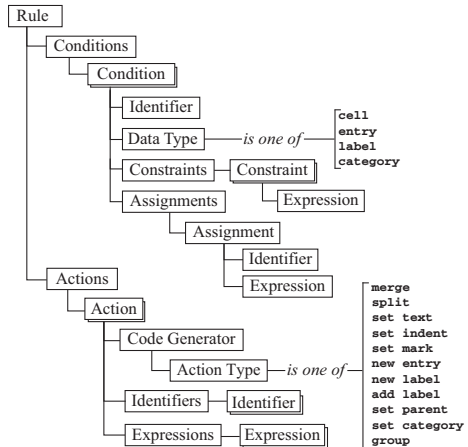 Rule
Conditions
Condition
Identifier
Data Type is one of
cell
entry
label
category
Constraints Constraint
Expression
Assignments
Assignment
Identifier
Expression
Actions
Action
Code Generator
Action Type is one of
merge
split
set text
set indent
set mark
new entry
new label
add label
set parent
set category
group
Identifiers Identifier
Expressions Expression